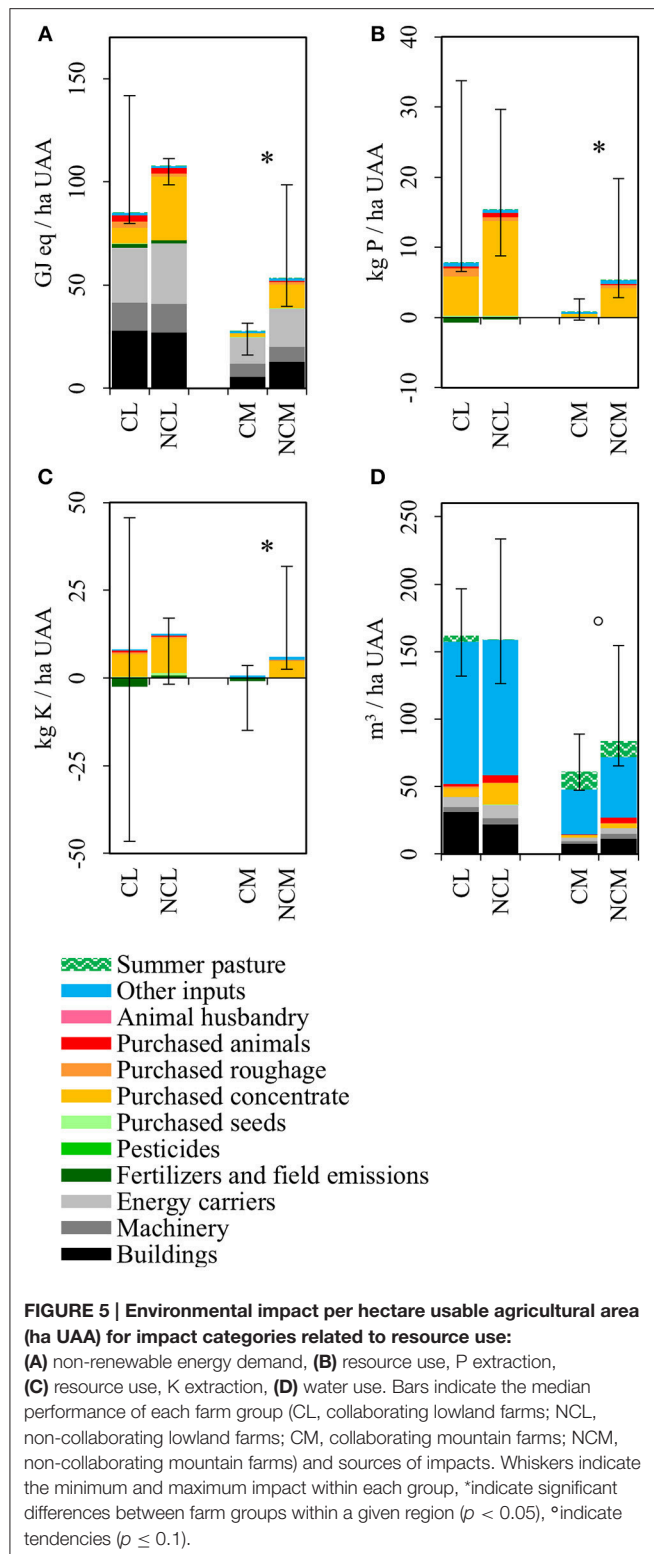 A
GJ eq / ha UAA
150
100
50
0
*
CL
NCL
CM
NCM
B
kg P / ha UAA
40
30
20
10
0
-10
*
CL
NCL
CM
NCM
C
kg K / ha UAA
50
25
0
-25
-50
*
CL
NCL
CM
NCM
D
m³ / ha UAA
250
200
150
100
50
0
°
CL
NCL
CM
NCM
Summer pasture
Other inputs
Animal husbandry
Purchased animals
Purchased roughage
Purchased concentrate
Purchased seeds
Pesticides
Fertilizers and field emissions
Energy carriers
Machinery
Buildings
FIGURE 5 | Environmental impact per hectare usable agricultural area
(ha UAA) for impact categories related to resource use:
(A) non-renewable energy demand, (B) resource use, P extraction,
(C) resource use, K extraction, (D) water use. Bars indicate the median
performance of each farm group (CL, collaborating lowland farms; NCL,
non-collaborating lowland farms; CM, collaborating mountain farms; NCM,
non-collaborating mountain farms) and sources of impacts. Whiskers indicate
the minimum and maximum impact within each group, *indicate significant
differences between farm groups within a given region (p < 0.05), °indicate
tendencies (p ≤ 0.1).